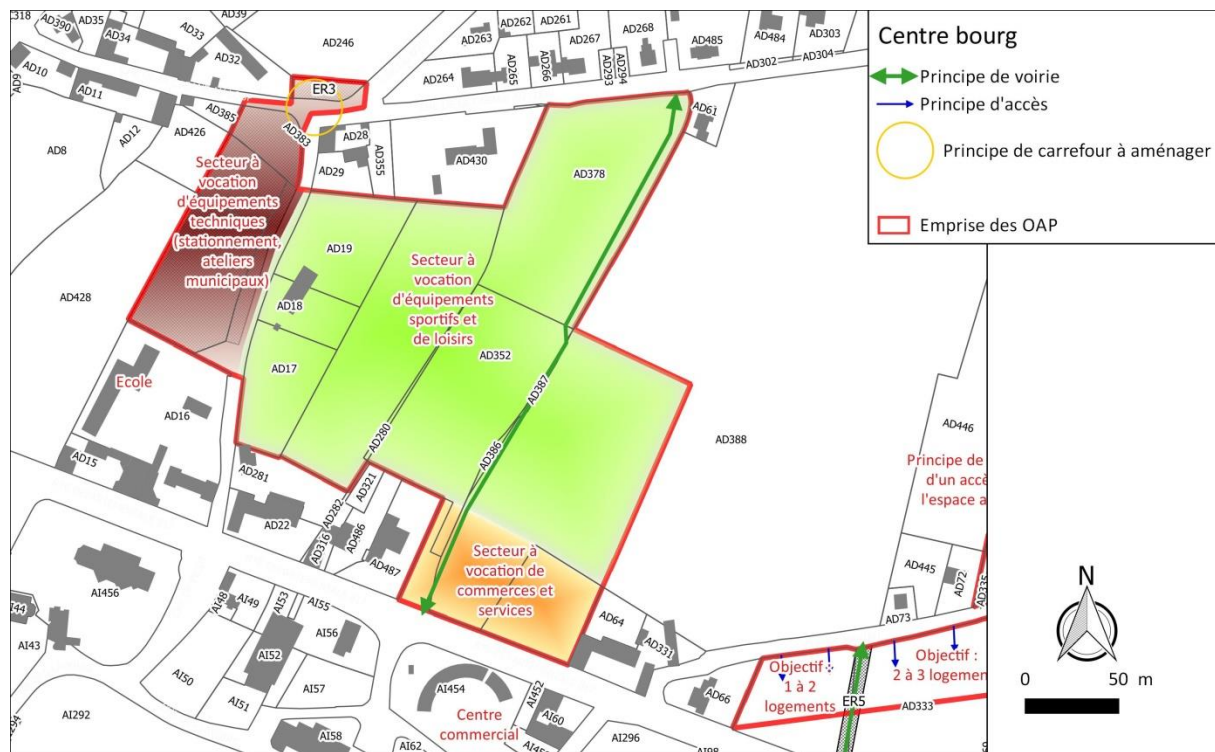 Centre bourg
Principe de voirie
Principe d'accès
Principe de carrefour à aménager
Emprise des OAP
318
AD390
AD35
AD34
AD33
AD39
AD32
AD246
AD263
AD262
AD261
AD268
AD267
AD485
AD484
AD303
AD304
AD302
AD9
AD10
AD11
AD385
ER3
AD264
AD265
AD266
AD293
AD294
AD61
AD12
AD426
AD383
AD28
AD29
AD355
AD430
AD378
AD8
Secteur à
vocation
d'équipements
techniques
(stationnement,
ateliers
municipaux)
AD19
Secteur à
vocation
d'équipements
sportifs et
de loisirs
AD428
AD18
AD17
AD352
AD387
AD388
Ecole
AD16
AD15
AD280
AD386
AD446
Principe de
d'un accè
l'espace a
AD281
AD321
AD282
AD22
AD316
AD486
AD487
Secteur à
vocation de
commerces et
services
AD445
AD72
AD335
AD73
AD64
AD331
AI456
AI48
AI49
AI53
AI55
AI56
AI44
AI43
AI52
AI50
AI51
AI57
AI454
AI452
AI60
Centre
commercial
AD66
Objectif :
1 à 2
logements
Objectif :
2 à 3 logemen
ER5
AD333
AI292
AI58
AI62
AI296
N
0
50 m